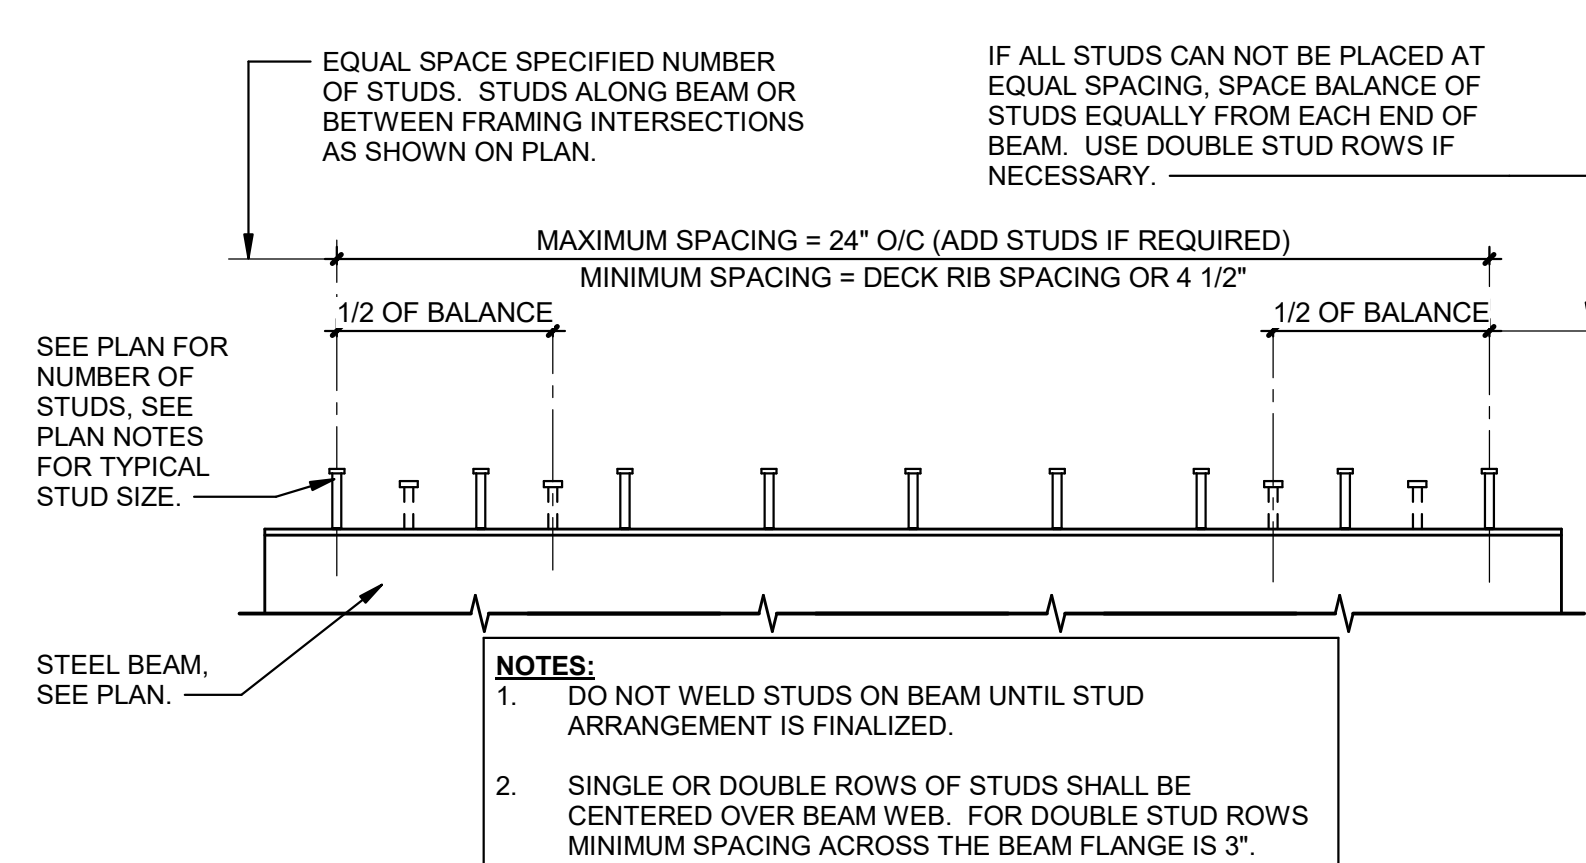 EQUAL SPACE SPECIFIED NUMBER
OF STUDS.  STUDS ALONG BEAM OR
BETWEEN FRAMING INTERSECTIONS
AS SHOWN ON PLAN.
IF ALL STUDS CAN NOT BE PLACED AT
EQUAL SPACING, SPACE BALANCE OF
STUDS EQUALLY FROM EACH END OF
BEAM.  USE DOUBLE STUD ROWS IF
NECESSARY.
MAXIMUM SPACING = 24" O/C (ADD STUDS IF REQUIRED)
MINIMUM SPACING = DECK RIB SPACING OR 4 1/2"
1/2 OF BALANCE
1/2 OF BALANCE
SEE PLAN FOR
NUMBER OF
STUDS, SEE
PLAN NOTES
FOR TYPICAL
STUD SIZE.
STEEL BEAM,
SEE PLAN.
NOTES:
1. DO NOT WELD STUDS ON BEAM UNTIL STUD
ARRANGEMENT IS FINALIZED.
2. SINGLE OR DOUBLE ROWS OF STUDS SHALL BE
CENTERED OVER BEAM WEB.  FOR DOUBLE STUD ROWS
MINIMUM SPACING ACROSS THE BEAM FLANGE IS 3".